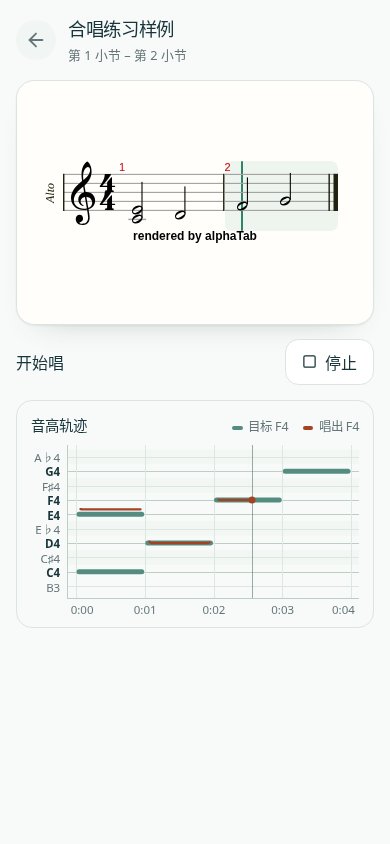 合唱练习样例
第 1 小节 – 第 2 小节
1
2
Alto
rendered by alphaTab
开始唱
停止
音高轨迹
目标 F4
唱出 F4
A♭4
G4
F♯4
F4
E4
E♭4
D4
C♯4
C4
B3
0:00 0:01 0:02 0:03 0:04